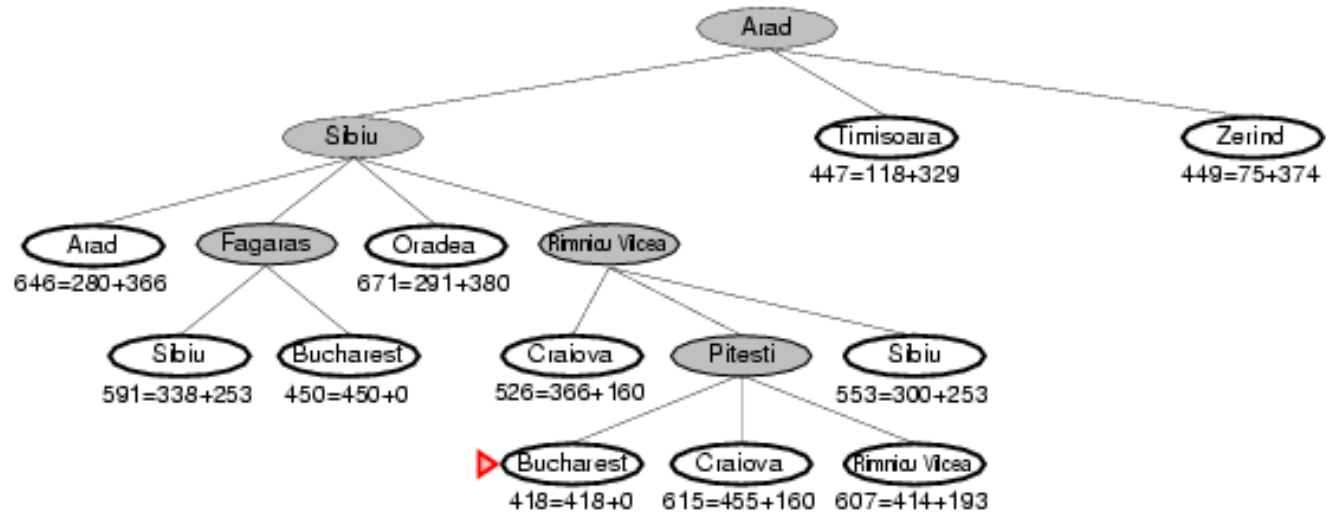 Arad
Sibiu
Timisoara
Zerind
447=118+329
449=75+374
Arad
Fagaras
Oradea
Rimnicu Vilcea
646=280+366
671=291+380
Sibiu
Bucharest
Craiova
Pitesti
Sibiu
591=338+253
450=450+0
526=366+160
553=300+253
Bucharest
Craiova
Rimnicu Vilcea
418=418+0
615=455+160
607=414+193